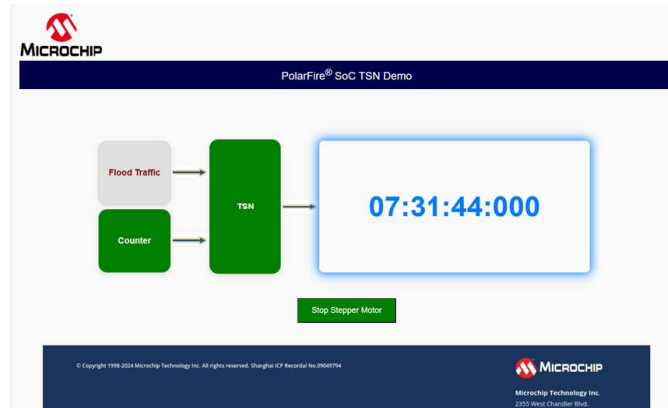 MICROCHIP
PolarFire® SoC TSN Demo
Flood Traffic
TSN
07:31:44:000
Counter
Stop Stepper Motor
© Copyright 1998-2024 Microchip Technology Inc. All rights reserved. Shanghai ICP Recordal No.09049794
MICROCHIP
Microchip Technology Inc.
2355 West Chandler Blvd.